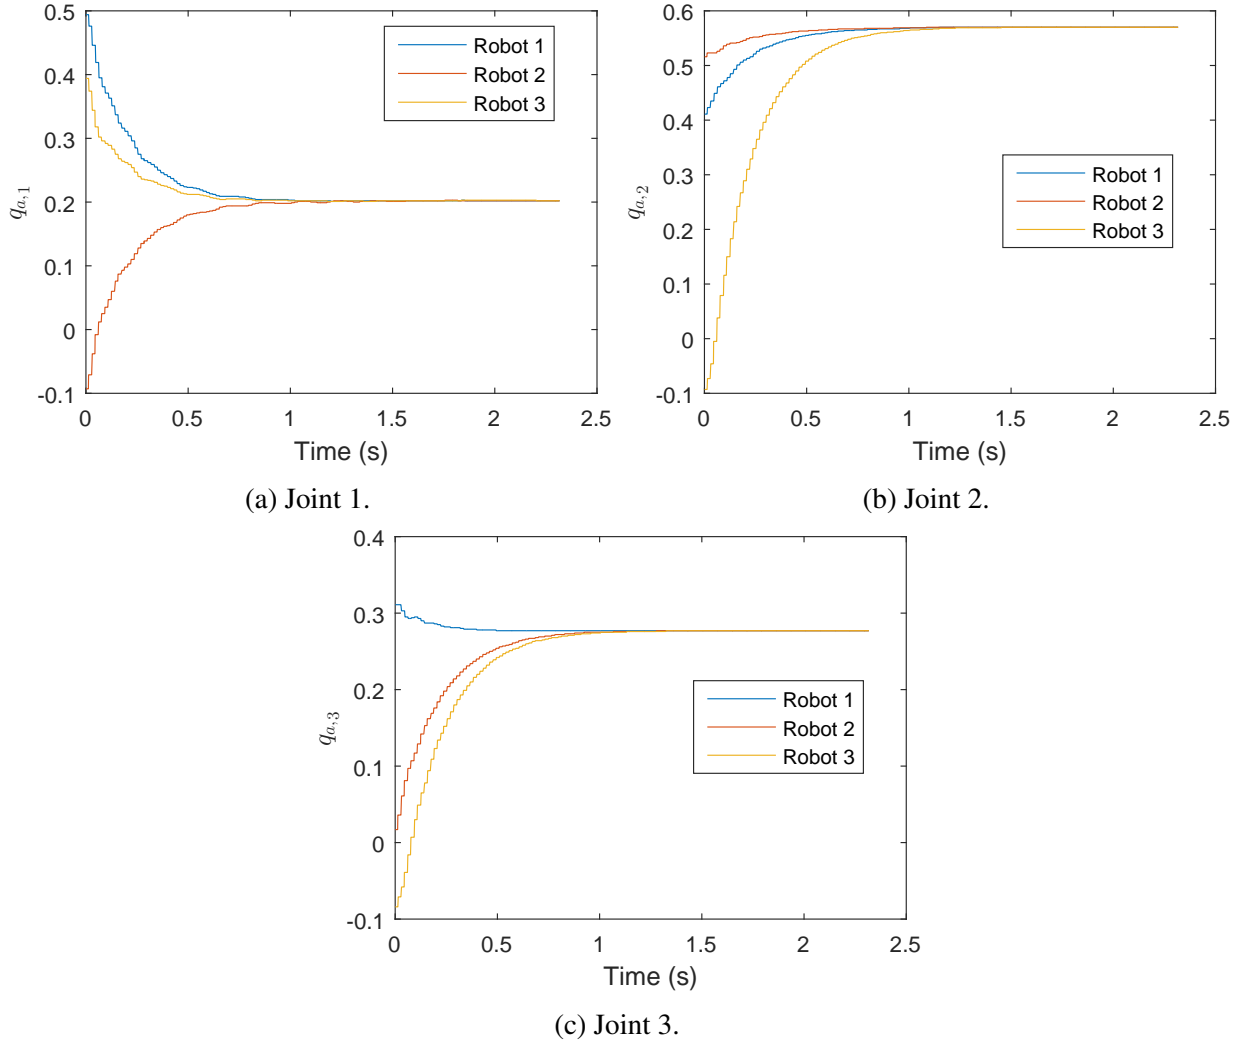 0.5
0.4
0.3
0.2
0.1
0
-0.1
q_{a,1}
0 0.5 1 1.5 2 2.5
Time (s)
Robot 1
Robot 2
Robot 3
(a) Joint 1.
0.6
0.5
0.4
0.3
0.2
0.1
0
-0.1
q_{a,2}
0 0.5 1 1.5 2 2.5
Time (s)
Robot 1
Robot 2
Robot 3
(b) Joint 2.
0.4
0.3
0.2
0.1
0
-0.1
q_{a,3}
0 0.5 1 1.5 2 2.5
Time (s)
Robot 1
Robot 2
Robot 3
(c) Joint 3.